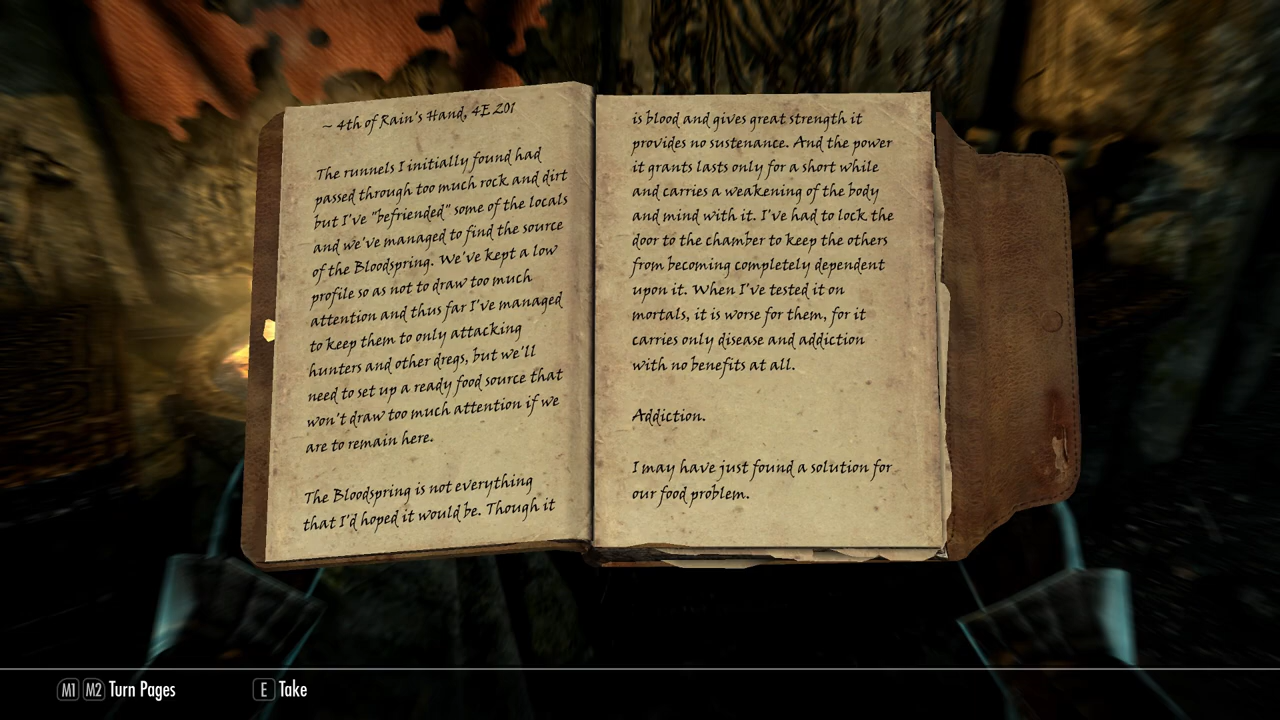 ~ 4th of Rain's Hand, 4E 201
The runnels I initially found had
passed through too much rock and dirt
but I've "befriended" some of the locals
and we've managed to find the source
of the Bloodspring. We've kept a low
profile so as not to draw too much
attention and thus far I've managed
to keep them to only attacking
hunters and other dregs, but we'll
need to set up a ready food source that
won't draw too much attention if we
are to remain here.
The Bloodspring is not everything
that I'd hoped it would be. Though it
is blood and gives great strength it
provides no sustenance. And the power
it grants lasts only for a short while
and carries a weakening of the body
and mind with it. I've had to lock the
door to the chamber to keep the others
from becoming completely dependent
upon it. When I've tested it on
mortals, it is worse for them, for it
carries only disease and addiction
with no benefits at all.
Addiction.
I may have just found a solution for
our food problem.
M1 M2 Turn Pages E Take